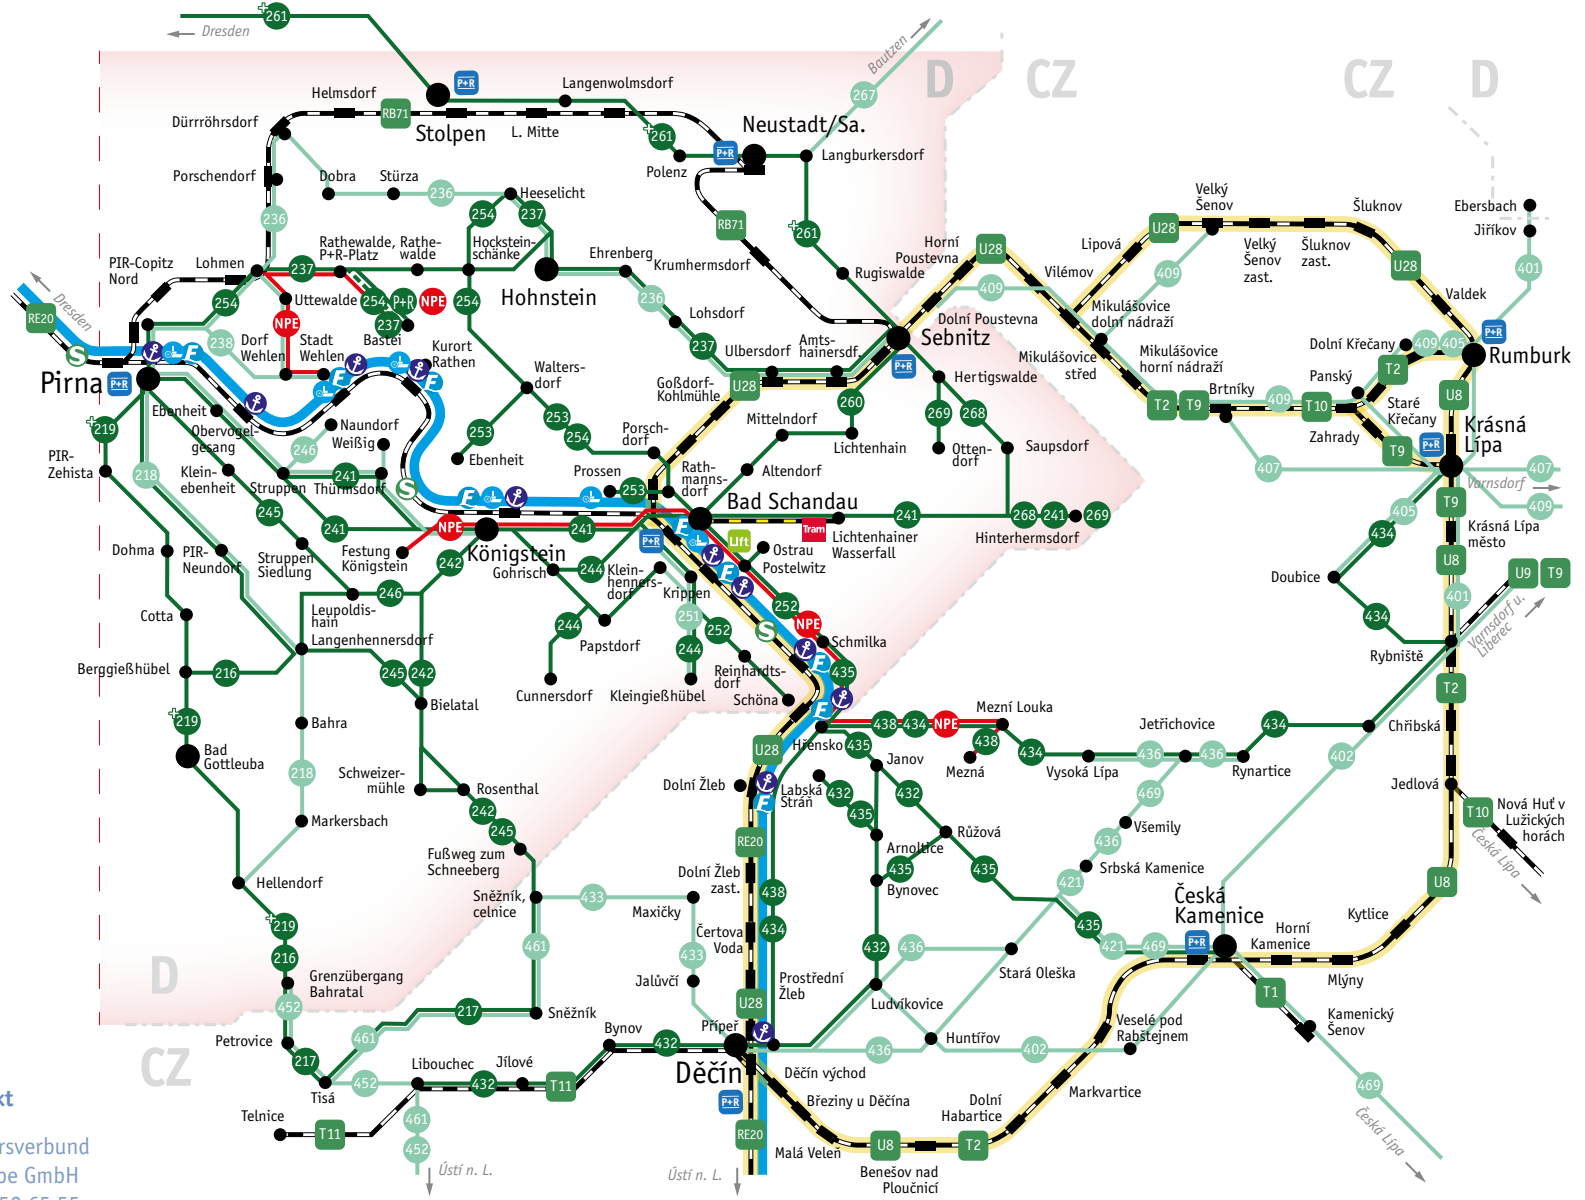 261
Dresden
P+R
Langenwolmsdorf
Helmsdorf
RB71
Stolpen
L. Mitte
Dürrröhrsdorf
261
Neustadt/Sa.
P+R
Polenz
Langburkersdorf
Bautzen
267
D
CZ
CZ
D
Porschendorf
Dobra
Stürza
236
Heeselicht
236
254
237
RB71
261
Velký
Šenov
Šluknov
Ebersbach
Jiříkov
Rathewalde,
P+R-Platz
Rathe-
walde
Hockstein-
schänke
Ehrenberg
Krumhermsdorf
Horní
Poustevna
U28
Lipová
U28
Velký
Šenov
zast.
Šluknov
zast.
U28
401
PIR-Copitz
Nord
Lohmen
237
Hohnstein
236
Rugiswalde
409
Vilémov
409
Valdek
Dresden
RE20
254
Uttewalde
254
P+R
NPE
254
237
Bastei
NPE
238
Dorf
Wehlen
Stadt
Wehlen
Kurort
Rathen
Lohsdorf
237
Ulbersdorf
Amts-
hainersdf.
Sebnitz
P+R
Dolní Poustevna
Mikulášovice
dolní nádraží
Mikulášovice
střed
Mikulášovice
horní nádraží
Dolní Křečany
409
405
P+R
Rumburk
S
F
F
F
Pirna
P+R
Walters-
dorf
Goßdorf-
Kohlmühle
U28
Hertigswalde
T2
T9
Brtníky
409
T10
Panský
T2
Staré
Křečany
U8
219
Ebenheit
Obervogel-
gesang
Naundorf
Weißig
246
253
254
253
Ebenheit
Porsch-
dorf
Mittelndorf
260
Lichtenhain
269
268
Otten-
dorf
Saupsdorf
Zahrady
T9
P+R
Krásná
Lípa
PIR-
Zehista
218
Klein-
ebenheit
Struppen
241
Thürmsdorf
S
Prossen
253
Rath-
manns-
dorf
Altendorf
407
407
Varnsdorf
T9
409
405
245
241
F
NPE
241
Bad Schandau
241
268
241
269
Hinterhermsdorf
434
Krásná Lípa
město
Dohma
PIR-
Neundorf
Struppen
Siedlung
Festung
Königstein
Königstein
242
Gohrisch
244
Klein-
henners-
dorf
P+R
F
Lift
Tram
Lichtenhainer
Wasserfall
Ostrau
Postelwitz
F
Krippen
U8
Doubice
U9
T9
Cotta
Leupoldis-
hain
246
252
251
252
NPE
Schmilka
401
434
Varnsdorf u.
Liberec
Langenhennersdorf
244
Papstdorf
244
S
F
Rybniště
Berggießhübel
216
245
242
Cunnersdorf
Kleingießhübel
Reinhardts-
dorf
Schöna
435
F
T2
219
Bahra
Bielatal
438
434
NPE
Mezní Louka
Jetřichovice
434
Chřibská
Bad
Gottleuba
U28
Hřensko
435
Janov
438
Mezná
434
Vysoká Lípa
436
436
Rynartice
402
218
Schweizer-
mühle
Rosenthal
Dolní Žleb
F
Labská
Stráň
432
435
432
469
Jedlová
T10
Nová Huť v
Lužických
horách
Česká Lípa
242
245
Markersbach
RE20
Arnoltice
Růžová
Všemily
436
Fußweg zum
Schneeberg
Dolní Žleb
zast.
435
435
Srbská Kamenice
421
Hellendorf
Bynovec
U8
Sněžník,
celnice
433
Maxičky
438
Česká
Kamenice
Kytlice
219
Čertova
Voda
434
435
421
469
P+R
Horní
Kamenice
216
461
433
432
436
Stará Oleška
Mlýny
D
Grenzübergang
Bahratal
Jalůvčí
Prostřední
Žleb
T1
452
217
Sněžník
U28
Ludvíkovice
Kamenický
Šenov
Petrovice
461
Bynov
432
Přípeř
Huntířov
Veselé pod
Rabštejnem
CZ
217
Libouchec
Jílové
436
402
Tisá
452
432
T11
Děčín
Děčín východ
469
Markvartice
P+R
Březiny u Děčína
Dolní
Habartice
Telnice
T11
461
RE20
U8
T2
Česká Lípa
452
Malá Veleň
Benešov nad
Ploučnicí
Ústí n. L.
Ústí n. L.
kt
rsverbund
be GmbH